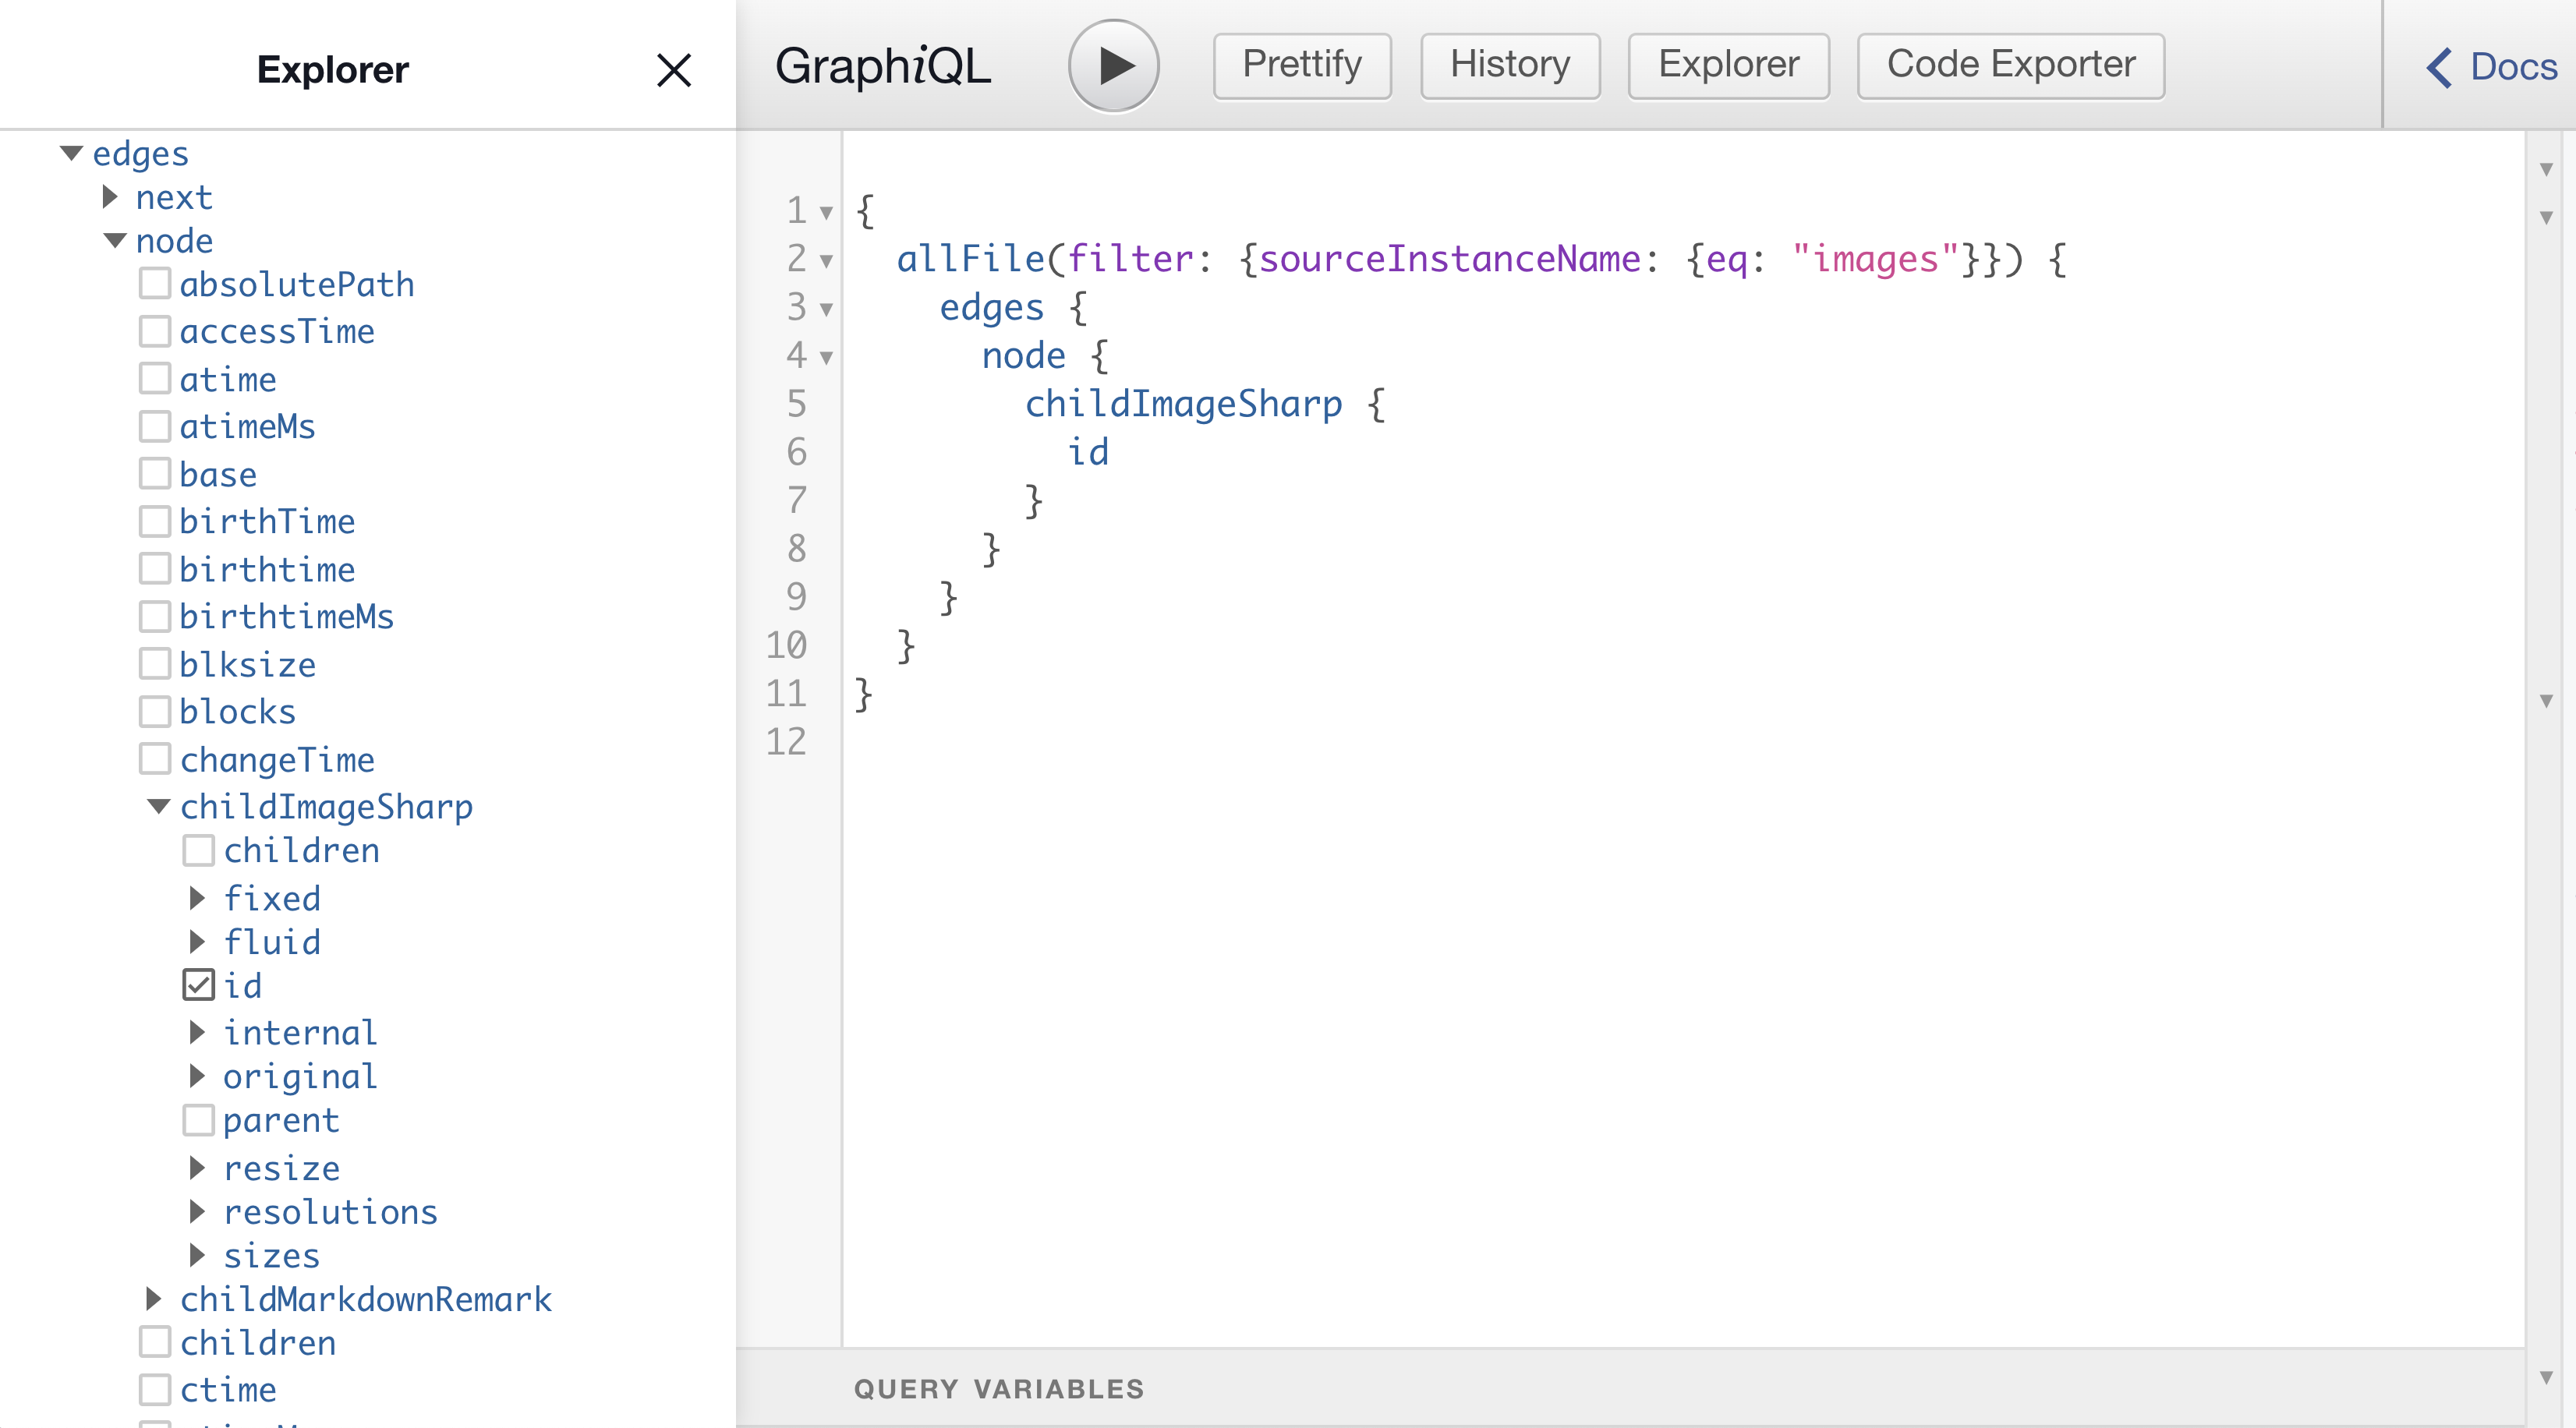 Explorer
edges
next
node
absolutePath
accessTime
atime
atimeMs
base
birthTime
birthtime
birthtimeMs
blksize
blocks
changeTime
childImageSharp
children
fixed
fluid
id
internal
original
parent
resize
resolutions
sizes
childMarkdownRemark
children
ctime
GraphiQL Prettify History Explorer Code Exporter Docs
1 {
2 allFile(filter: {sourceInstanceName: {eq: "images"}}) {
3 edges {
4 node {
5 childImageSharp {
6 id
7 }
8 }
9 }
10 }
11 }
12
QUERY VARIABLES